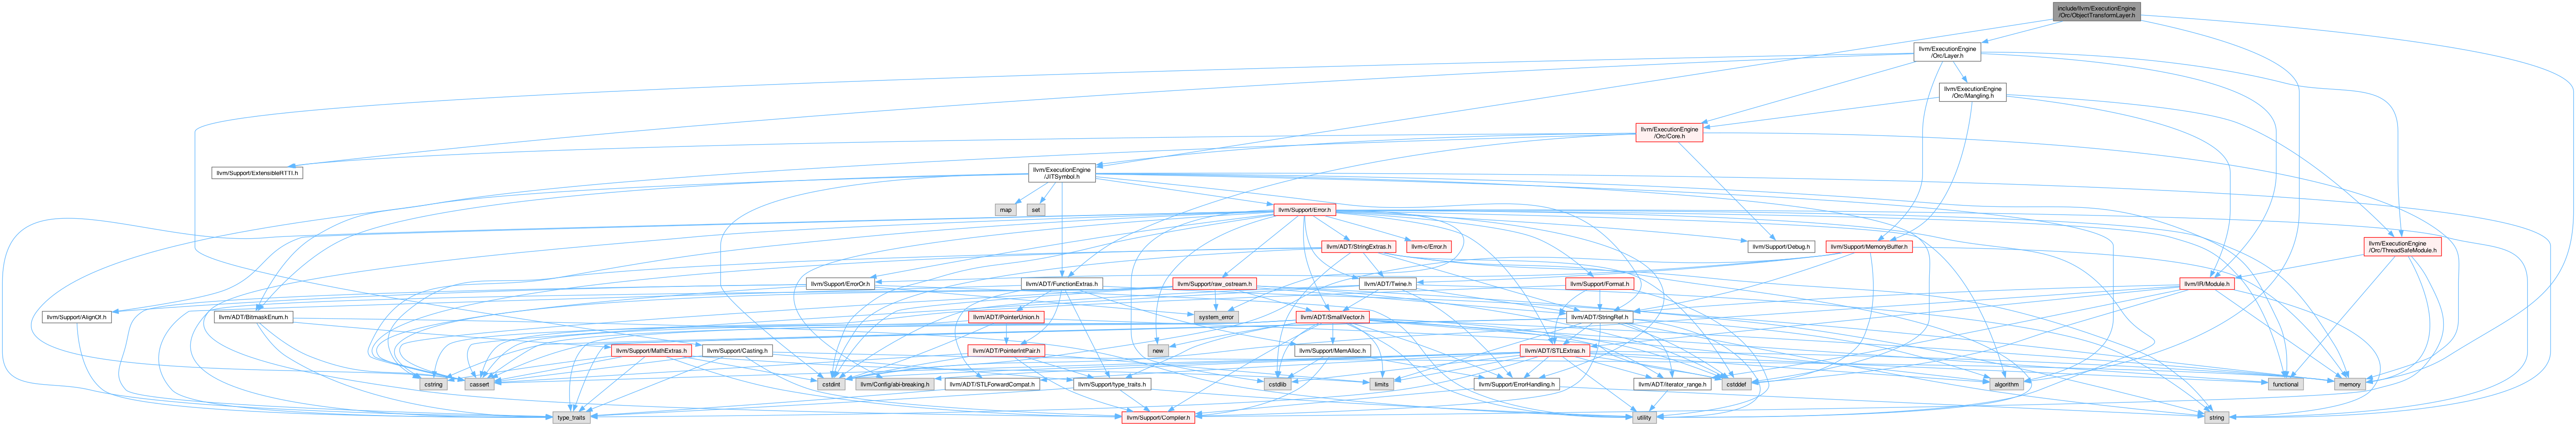 include/llvm/ExecutionEngine
/Orc/ObjectTransformLayer.h
llvm/ExecutionEngine
/Orc/Layer.h
llvm/ExecutionEngine
/Orc/Mangling.h
llvm/ExecutionEngine
/Orc/Core.h
llvm/Support/ExtensibleRTTI.h
llvm/ExecutionEngine
/JITSymbol.h
map
set
llvm/Support/Error.h
llvm/ADT/StringExtras.h
llvm-c/Error.h
llvm/Support/Debug.h
llvm/Support/MemoryBuffer.h
llvm/ExecutionEngine
/Orc/ThreadSafeModule.h
llvm/Support/ErrorOr.h
llvm/ADT/FunctionExtras.h
llvm/Support/raw_ostream.h
llvm/ADT/Twine.h
llvm/Support/Format.h
llvm/IR/Module.h
llvm/Support/AlignOf.h
llvm/ADT/BitmaskEnum.h
llvm/ADT/PointerUnion.h
system_error
llvm/ADT/SmallVector.h
llvm/ADT/StringRef.h
llvm/Support/MathExtras.h
llvm/Support/Casting.h
llvm/ADT/PointerIntPair.h
new
llvm/Support/MemAlloc.h
llvm/ADT/STLExtras.h
cstring
cassert
cstdint
llvm/Config/abi-breaking.h
llvm/ADT/STLForwardCompat.h
llvm/Support/type_traits.h
cstdlib
limits
llvm/Support/ErrorHandling.h
llvm/ADT/iterator_range.h
cstddef
algorithm
functional
memory
type_traits
llvm/Support/Compiler.h
utility
string